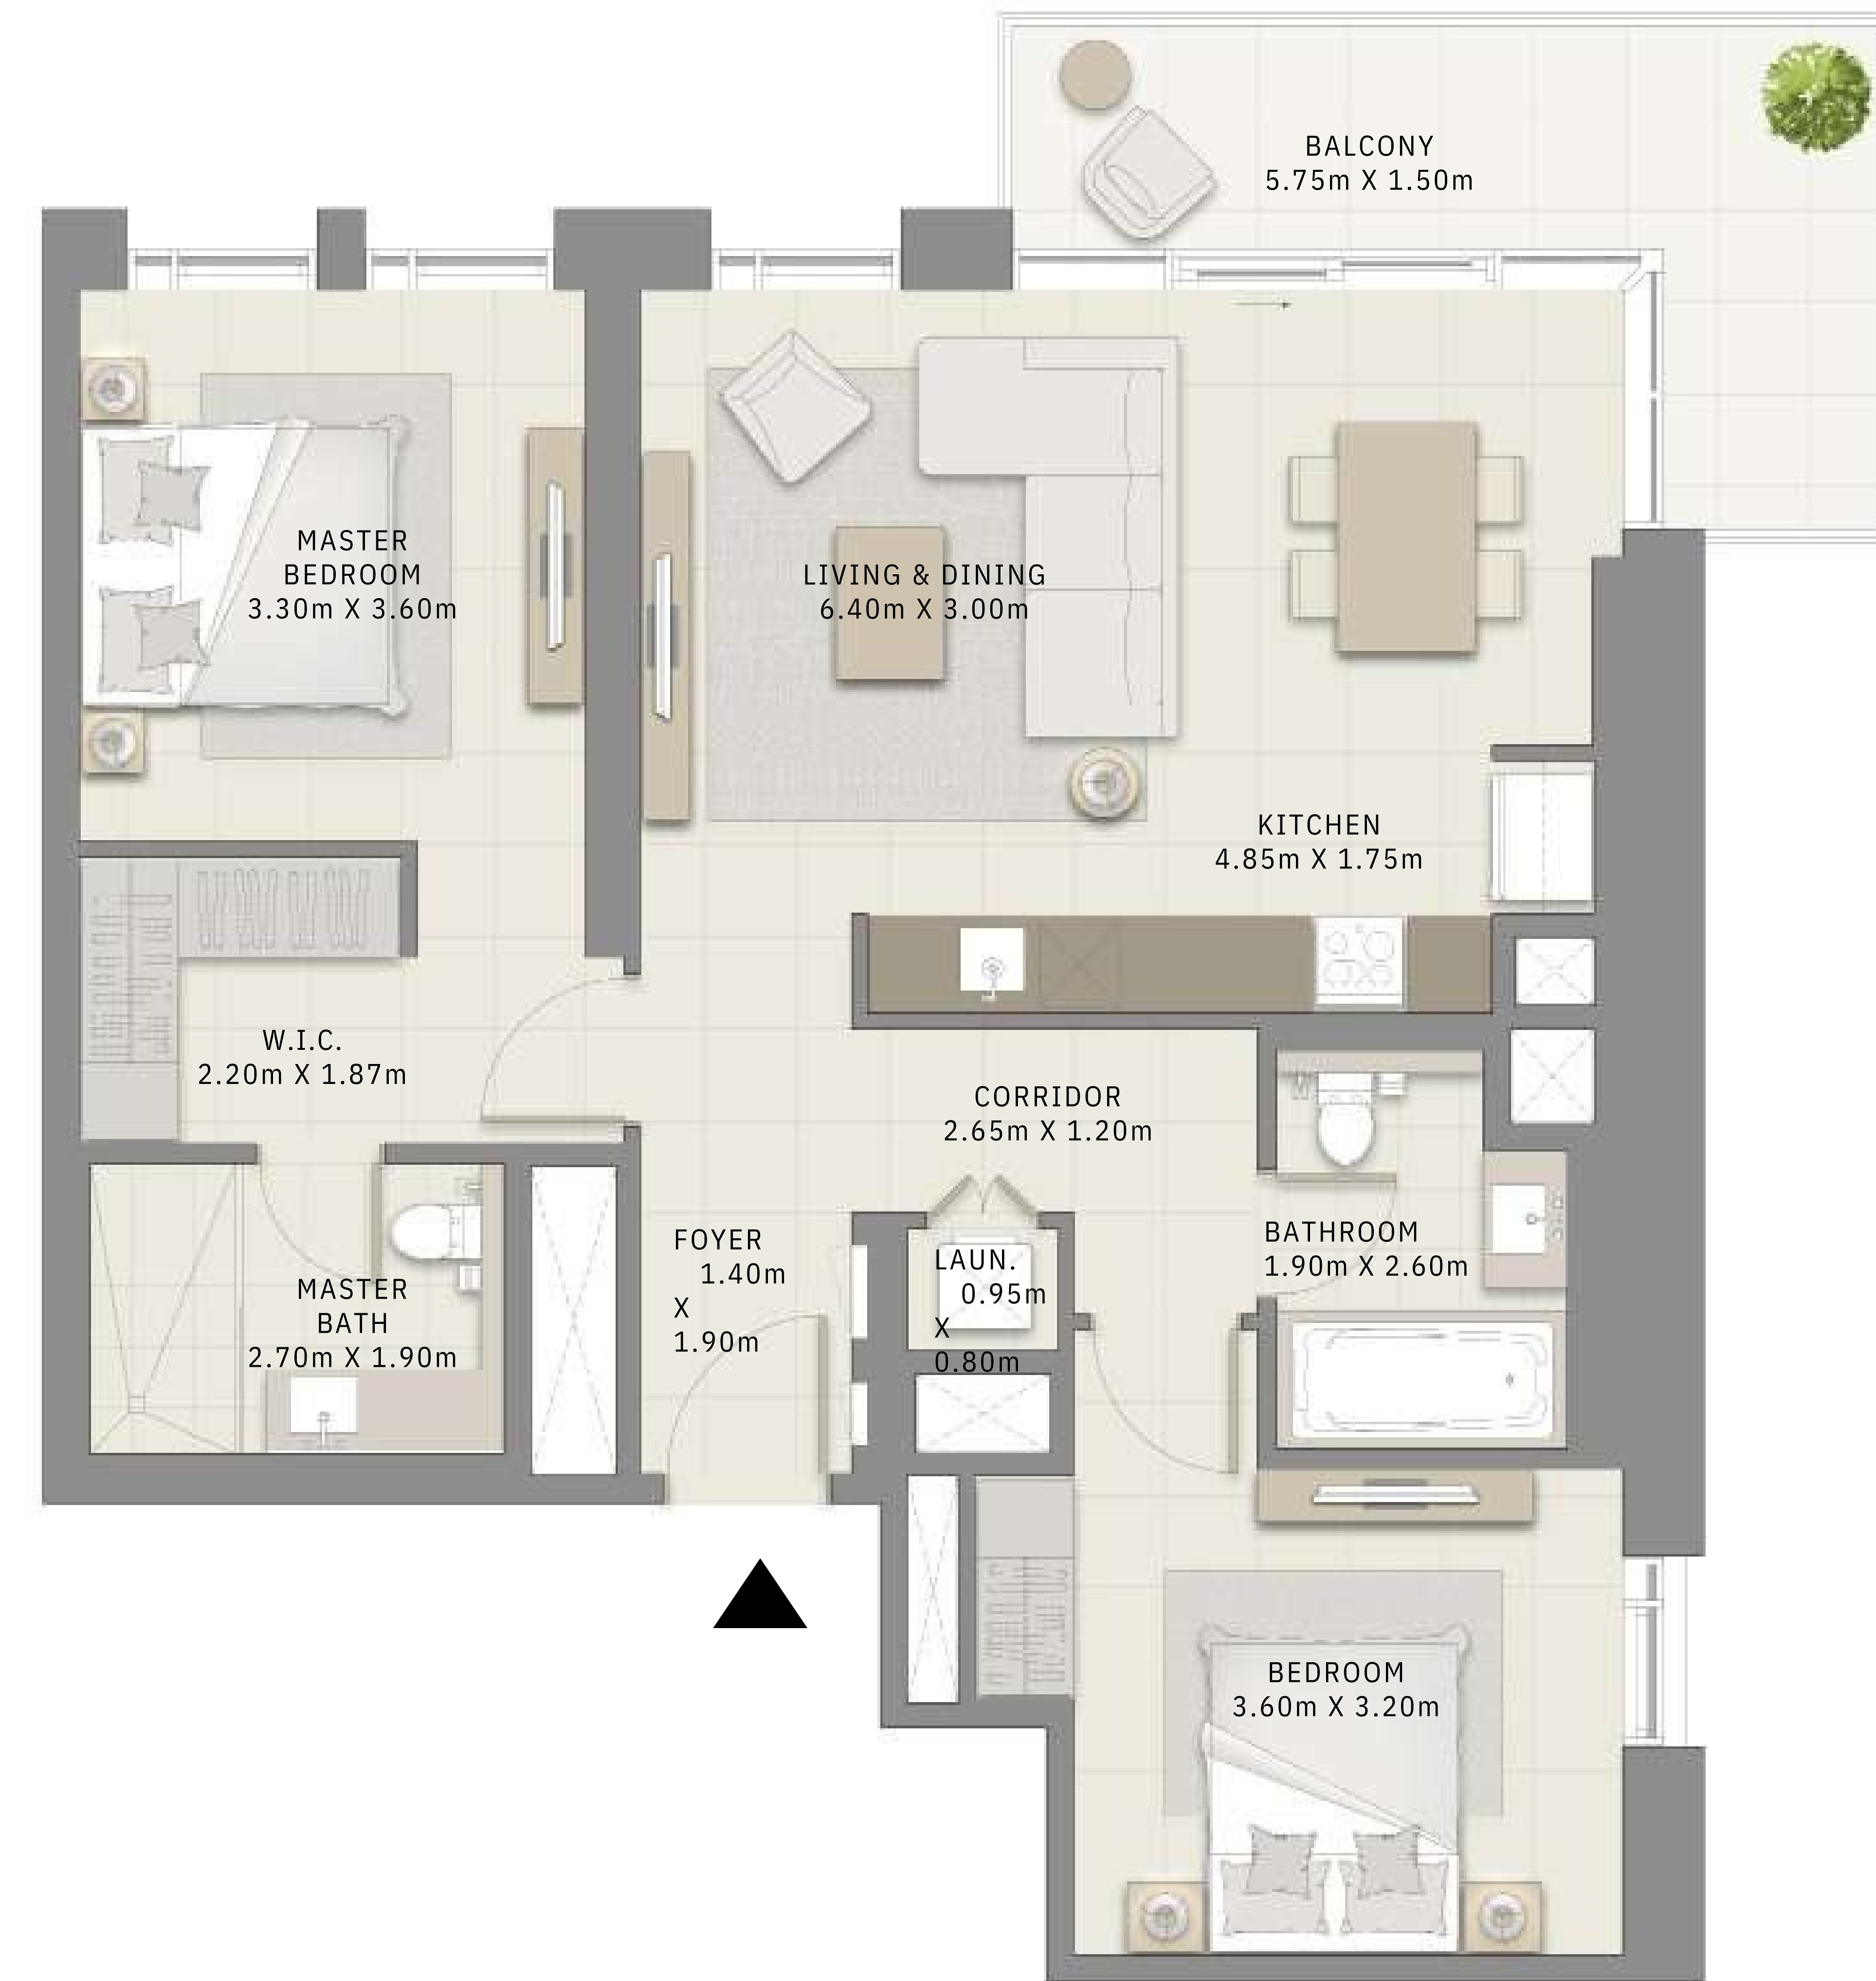 BALCONY
5.75m X 1.50m
MASTER
BEDROOM
3.30m X 3.60m
LIVING & DINING
6.40m X 3.00m
KITCHEN
4.85m X 1.75m
W.I.C.
2.20m X 1.87m
CORRIDOR
2.65m X 1.20m
FOYER
1.40m
X
1.90m
LAUN.
0.95m
X
0.80m
BATHROOM
1.90m X 2.60m
MASTER
BATH
2.70m X 1.90m
BEDROOM
3.60m X 3.20m